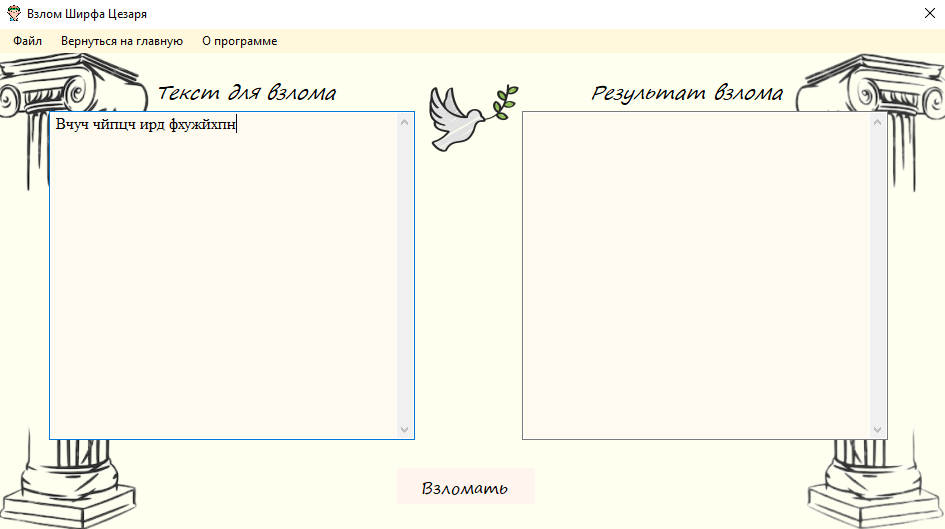 Взлом Ширфа Цезаря
Файл Вернуться на главную О программе
Текст для взлома
Результат взлома
Вчуч чйпцч ирд фхужйхпн
Взломать